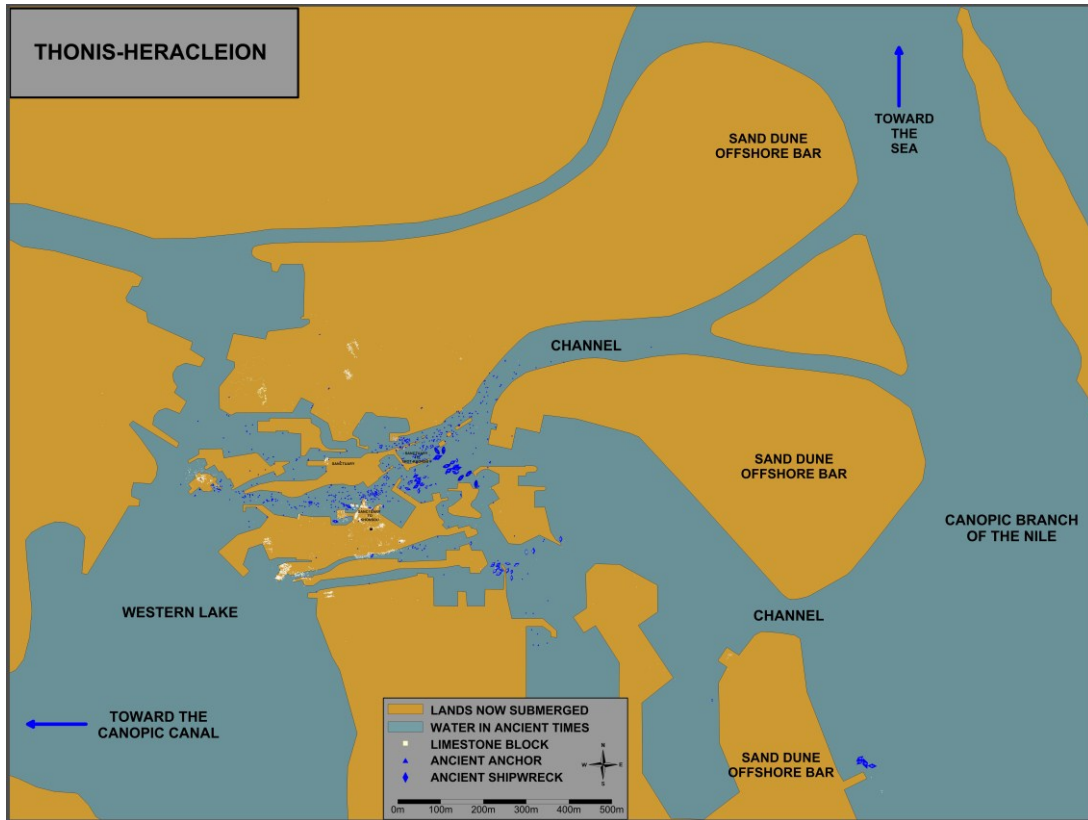 THONIS-HERACLEION
TOWARD
THE
SEA
SAND DUNE
OFFSHORE BAR
CHANNEL
SANCTUARY
SAND DUNE
OFFSHORE BAR
CANOPIC BRANCH
OF THE NILE
WESTERN LAKE
CHANNEL
TOWARD THE
CANOPIC CANAL
SAND DUNE
OFFSHORE BAR
LANDS NOW SUBMERGED
WATER IN ANCIENT TIMES
LIMESTONE BLOCK
ANCIENT ANCHOR
ANCIENT SHIPWRECK
N
W E
S
0m 100m 200m 300m 400m 500m